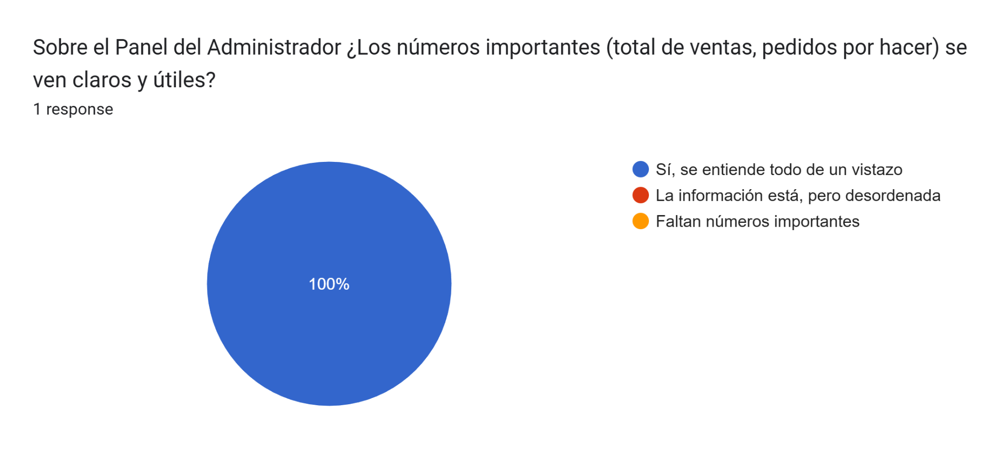 Sobre el Panel del Administrador ¿Los números importantes (total de ventas, pedidos por hacer) se
ven claros y útiles?
1 response
Sí, se entiende todo de un vistazo
La información está, pero desordenada
Faltan números importantes
100%